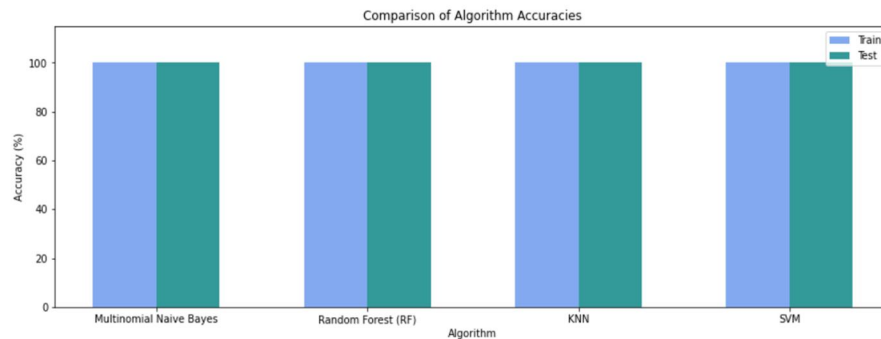 Comparison of Algorithm Accuracies
Train
Test
Accuracy (%)
100
80
60
40
20
0
Multinomial Naive Bayes
Random Forest (RF)
KNN
SVM
Algorithm